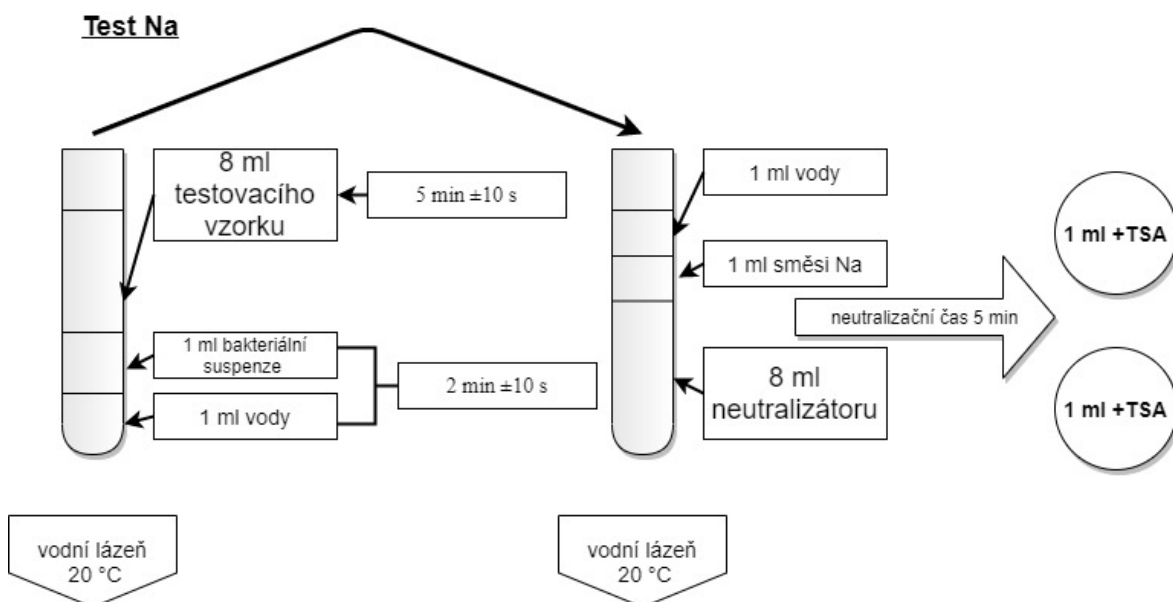 Test Na
8 ml
testovacího
vzorku
5 min ±10 s
1 ml bakteriální
suspenze
2 min ±10 s
1 ml vody
vodní lázeň
20 °C
1 ml vody
1 ml směsi Na
8 ml
neutralizátoru
neutralizační čas 5 min
vodní lázeň
20 °C
1 ml +TSA
1 ml +TSA